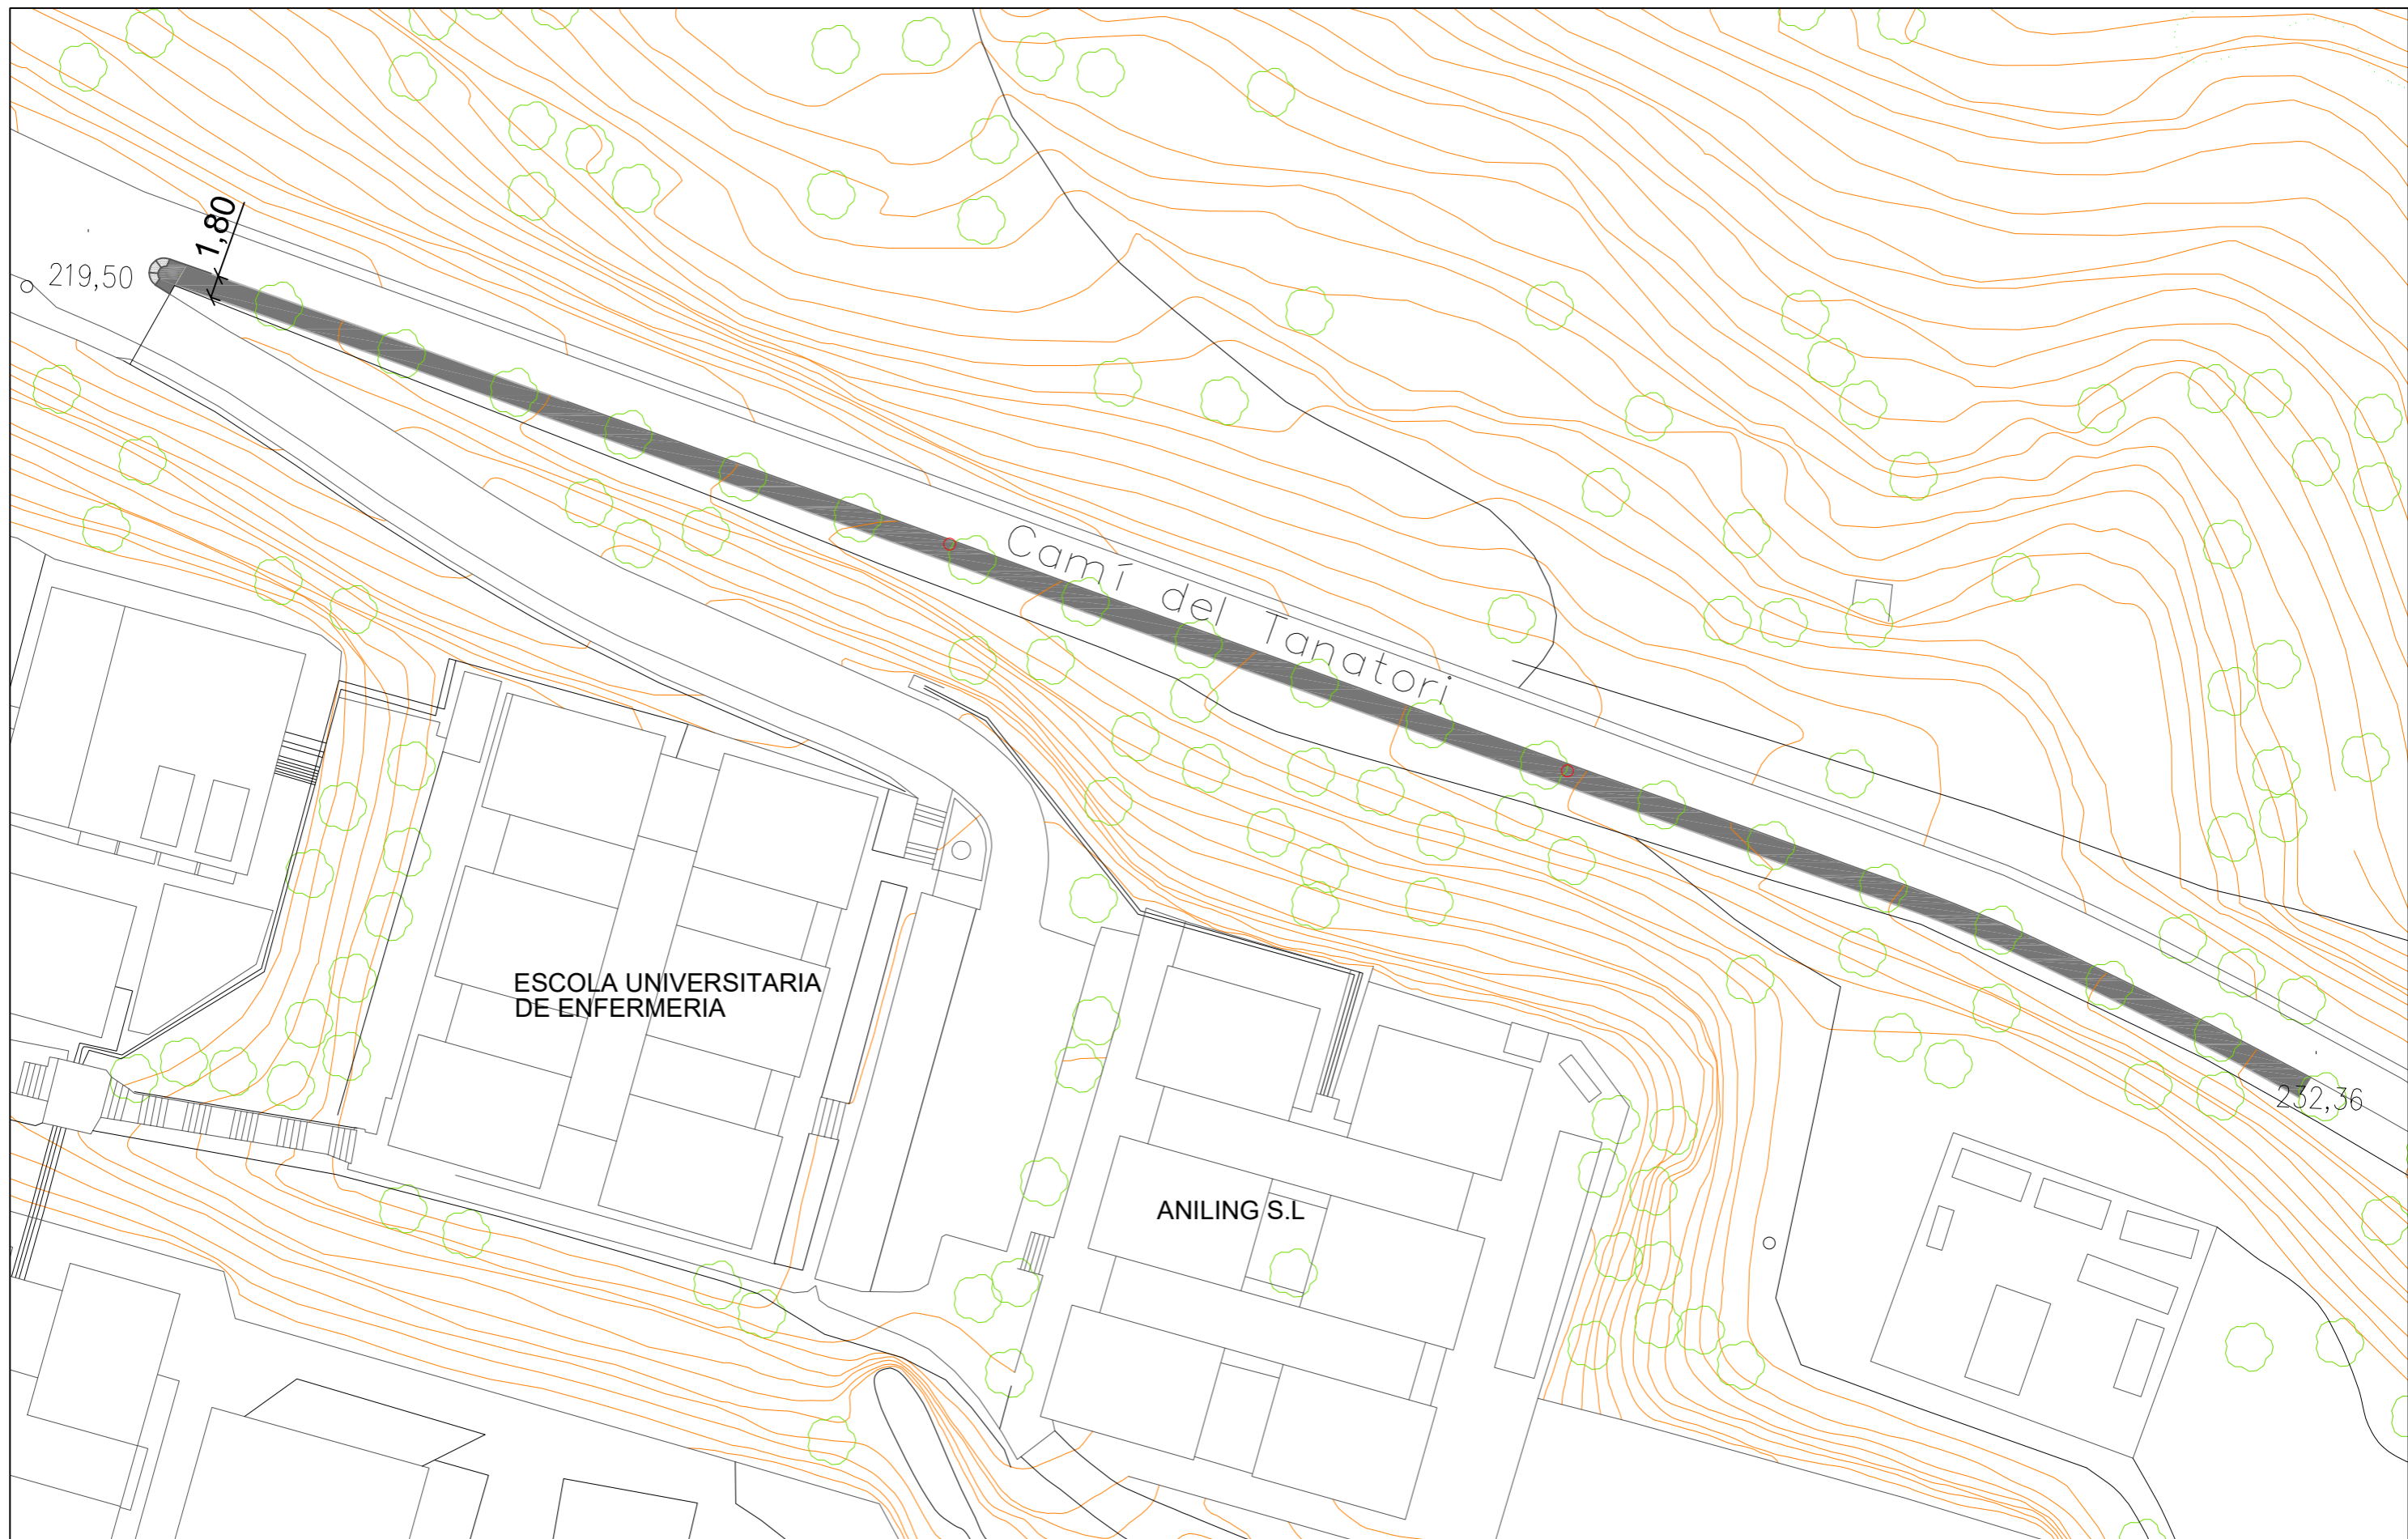 1,80
219,50
Camí del Tanatori
ESCOLA UNIVERSITARIA
DE ENFERMERIA
232,36
ANILING S.L